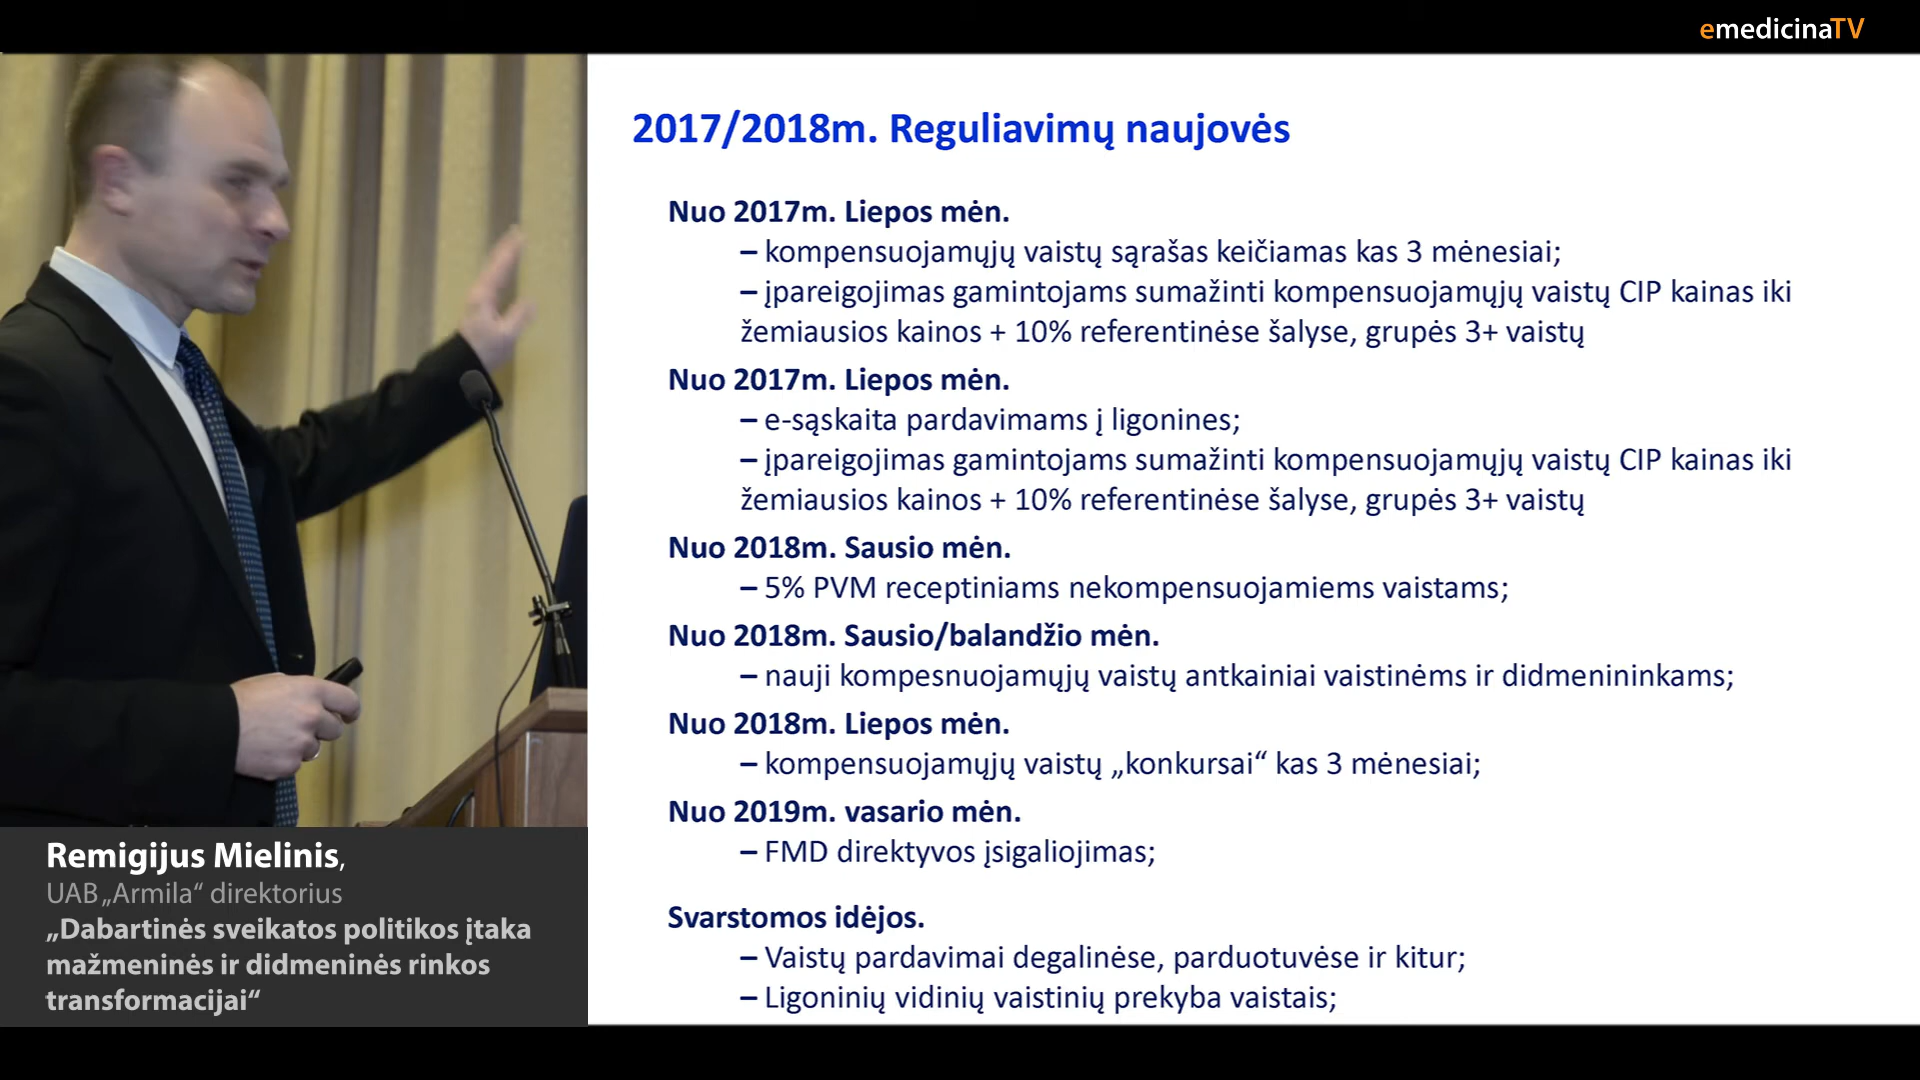 emedicinaTV
2017/2018m. Reguliavimų naujovės
Nuo 2017m. Liepos mėn.
– kompensuojamųjų vaistų sąrašas keičiamas kas 3 mėnesiai;
– įpareigojimas gamintojams sumažinti kompensuojamųjų vaistų CIP kainas iki
žemiausios kainos + 10% referentinėse šalyse, grupės 3+ vaistų
Nuo 2017m. Liepos mėn.
– e-sąskaita pardavimams į ligonines;
– įpareigojimas gamintojams sumažinti kompensuojamųjų vaistų CIP kainas iki
žemiausios kainos + 10% referentinėse šalyse, grupės 3+ vaistų
Nuo 2018m. Sausio mėn.
– 5% PVM receptiniams nekompensuojamiems vaistams;
Nuo 2018m. Sausio/balandžio mėn.
– nauji kompesnuojamųjų vaistų antkainiai vaistinėms ir didmenininkams;
Nuo 2018m. Liepos mėn.
– kompensuojamųjų vaistų „konkursai“ kas 3 mėnesiai;
Nuo 2019m. vasario mėn.
– FMD direktyvos įsigaliojimas;
Svarstomos idėjos.
– Vaistų pardavimai degalinėse, parduotuvėse ir kitur;
– Ligoninių vidinių vaistinių prekyba vaistais;
Remigijus Mielinis,
UAB „Armila“ direktorius
„Dabartinės sveikatos politikos įtaka
mažmeninės ir didmeninės rinkos
transformacijai“